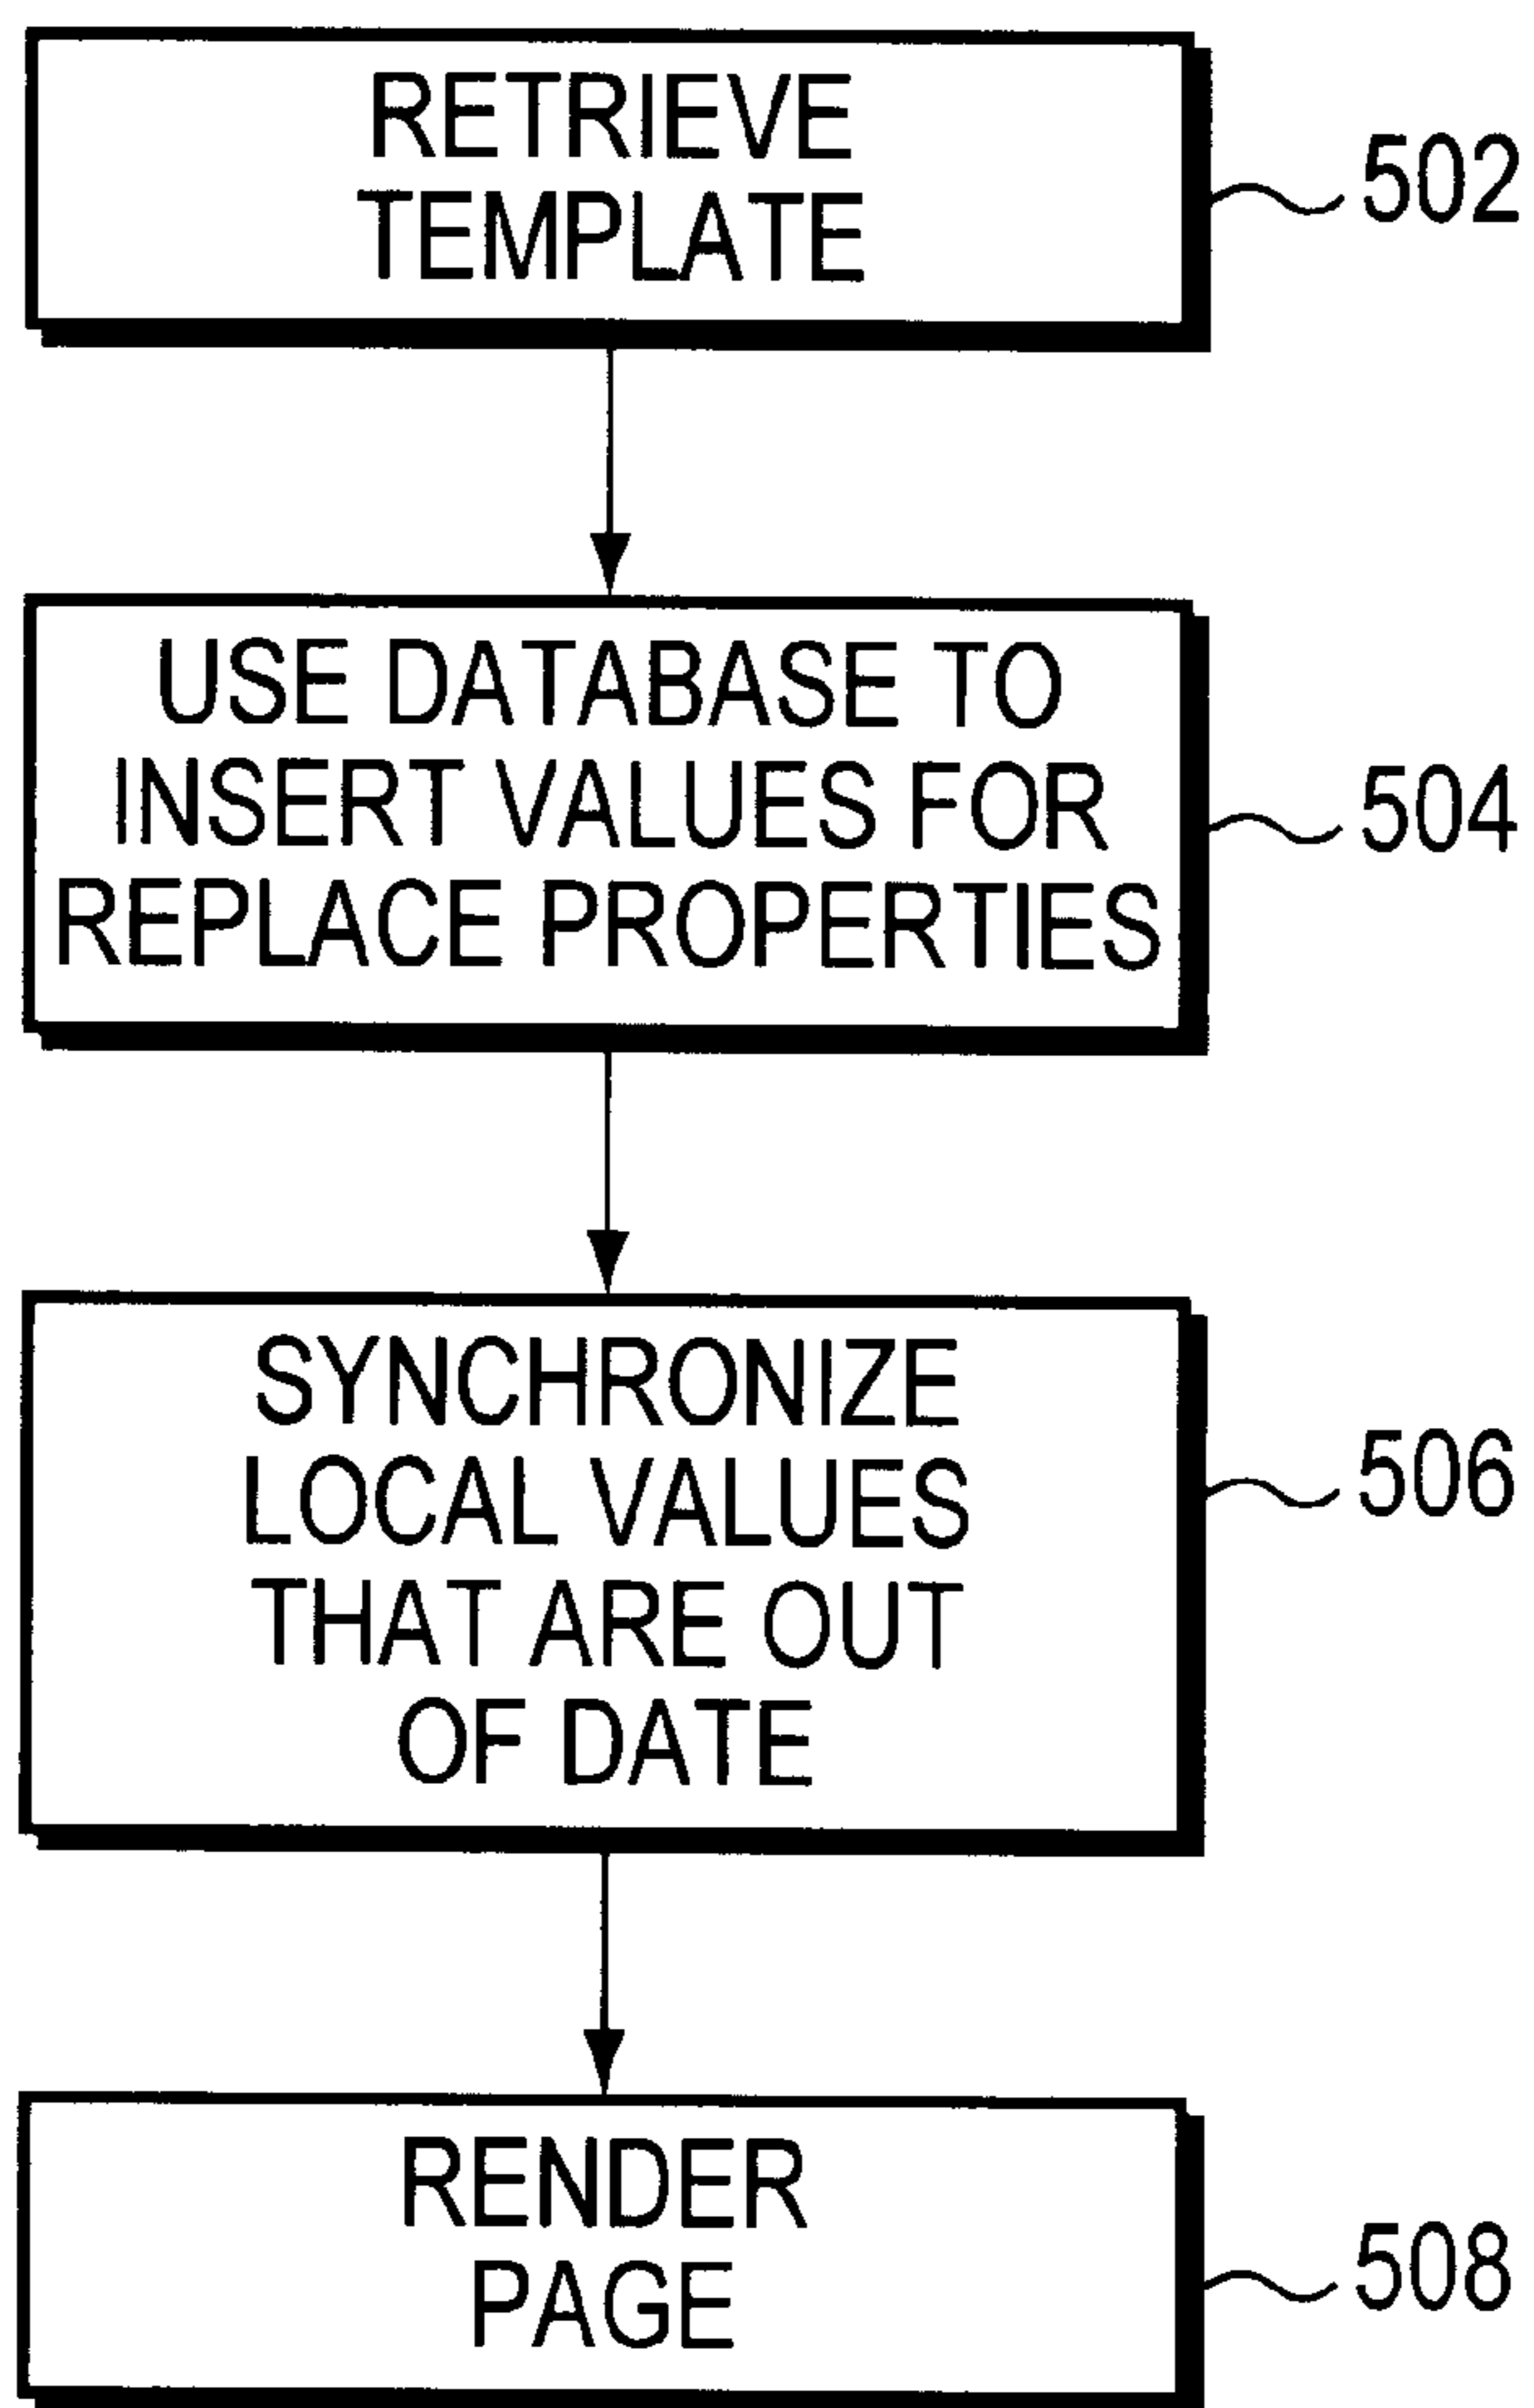 RETRIEVE
TEMPLATE
502
USE DATABASE TO
INSERT VALUES FOR
REPLACE PROPERTIES
504
SYNCHRONIZE
LOCAL VALUES
THAT ARE OUT
OF DATE
506
RENDER
PAGE
508